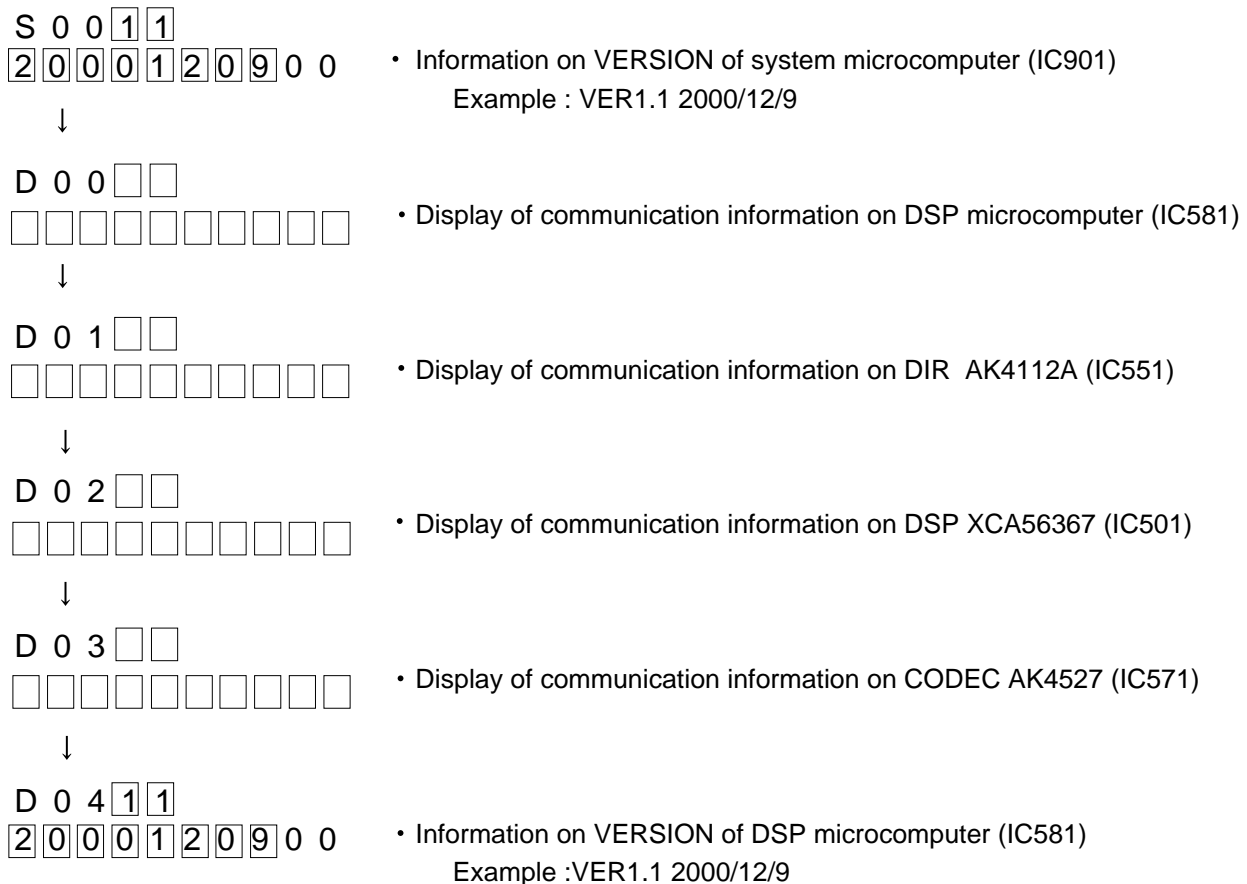 S 0 0 1 1
2 0 0 0 1 2 0 9 0 0 ・ Information on VERSION of system microcomputer (IC901)
Example : VER1.1 2000/12/9
↓
D 0 0 □ □
□ □ □ □ □ □ □ □ □ □ ・ Display of communication information on DSP microcomputer (IC581)
↓
D 0 1 □ □
□ □ □ □ □ □ □ □ □ □ ・ Display of communication information on DIR AK4112A (IC551)
↓
D 0 2 □ □
□ □ □ □ □ □ □ □ □ □ ・ Display of communication information on DSP XCA56367 (IC501)
↓
D 0 3 □ □
□ □ □ □ □ □ □ □ □ □ ・ Display of communication information on CODEC AK4527 (IC571)
↓
D 0 4 1 1
2 0 0 0 1 2 0 9 0 0 ・ Information on VERSION of DSP microcomputer (IC581)
Example :VER1.1 2000/12/9